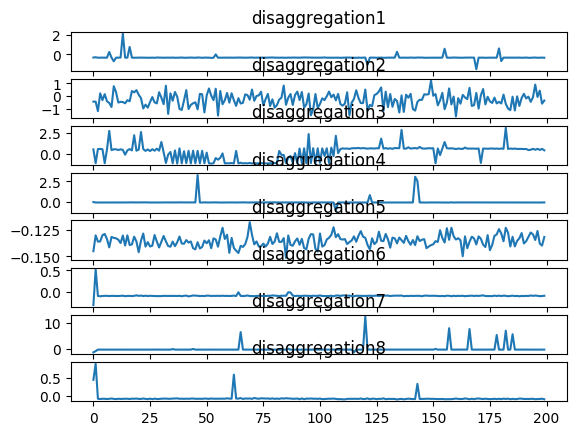 disaggregation1
2
0
disaggregation2
1
0
−1
disaggregation3
2.5
0.0
disaggregation4
2.5
0.0
disaggregation5
−0.125
−0.150
disaggregation6
0.5
0.0
disaggregation7
10
0
disaggregation8
0.5
0.0
0 25 50 75 100 125 150 175 200